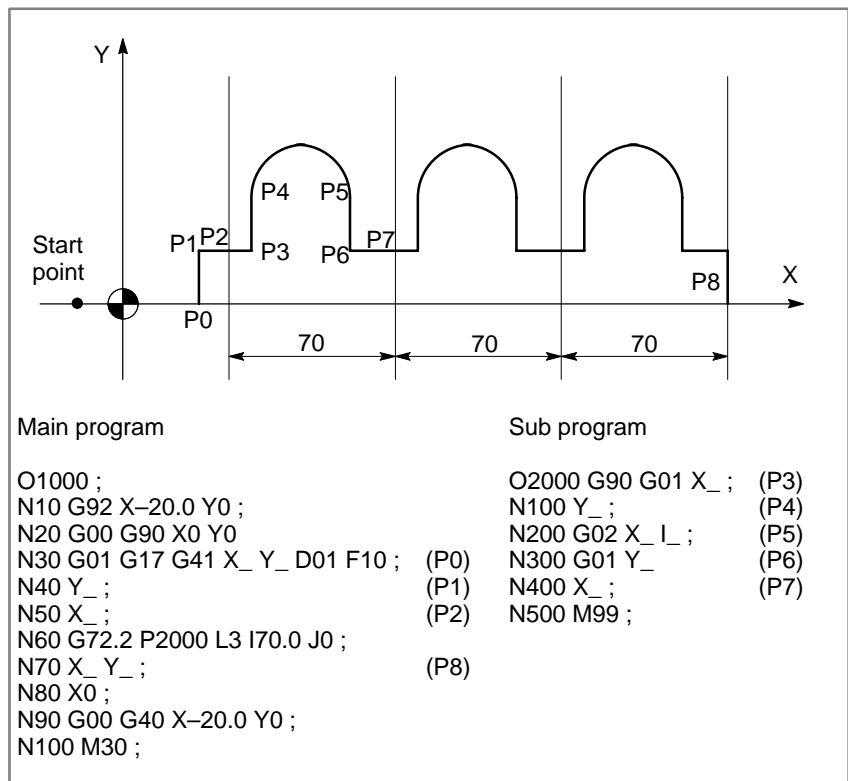 Y
P4 P5
P1 P2 P3 P6 P7
Start
point
P8 X
P0
70 70 70
Main program
O1000 ;
N10 G92 X–20.0 Y0 ;
N20 G00 G90 X0 Y0
N30 G01 G17 G41 X_ Y_ D01 F10 ; (P0)
N40 Y_ ; (P1)
N50 X_ ; (P2)
N60 G72.2 P2000 L3 I70.0 J0 ;
N70 X_ Y_ ; (P8)
N80 X0 ;
N90 G00 G40 X–20.0 Y0 ;
N100 M30 ;
Sub program
O2000 G90 G01 X_ ; (P3)
N100 Y_ ; (P4)
N200 G02 X_ I_ ; (P5)
N300 G01 Y_ (P6)
N400 X_ ; (P7)
N500 M99 ;